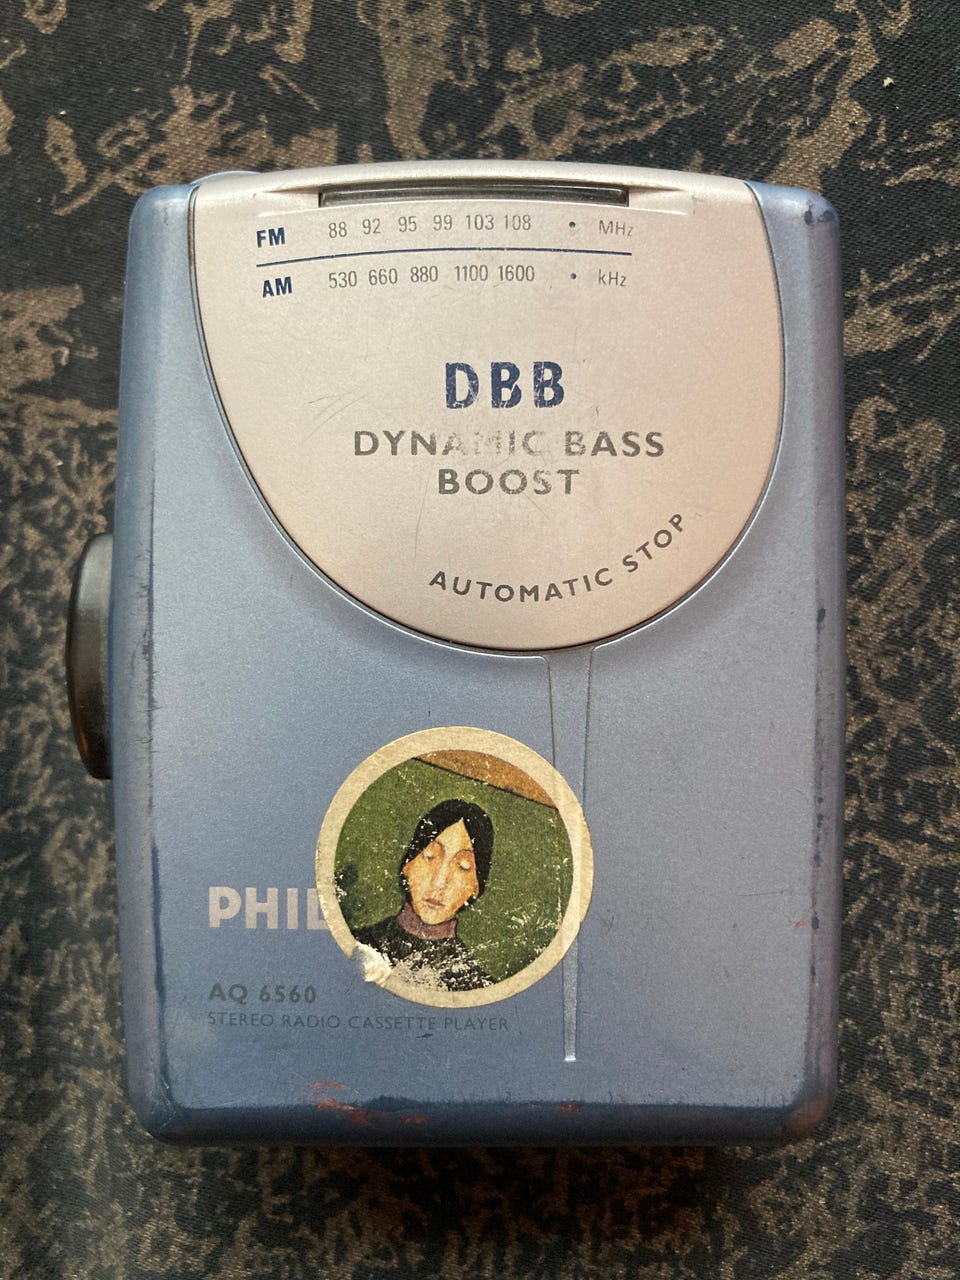 FM 88 92 95 99 103 108 • MHz
AM 530 660 880 1100 1600 • kHz
DBB
DYNAMIC BASS
BOOST
AUTOMATIC STOP
PHIL
AQ 6560
STEREO RADIO CASSETTE PLAYER